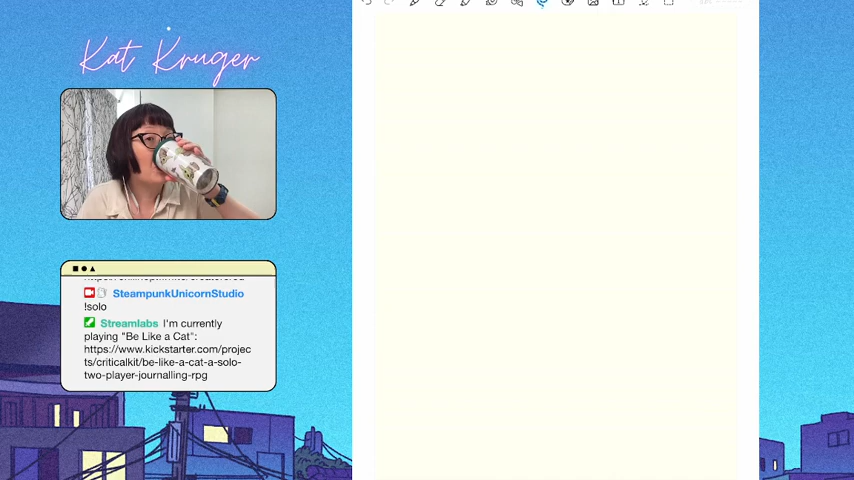 Kat Kruger
SteampunkUnicornStudio
!solo
Streamlabs I'm currently
playing "Be Like a Cat":
https://www.kickstarter.com/projec
ts/criticalkit/be-like-a-cat-a-solo-
two-player-journalling-rpg